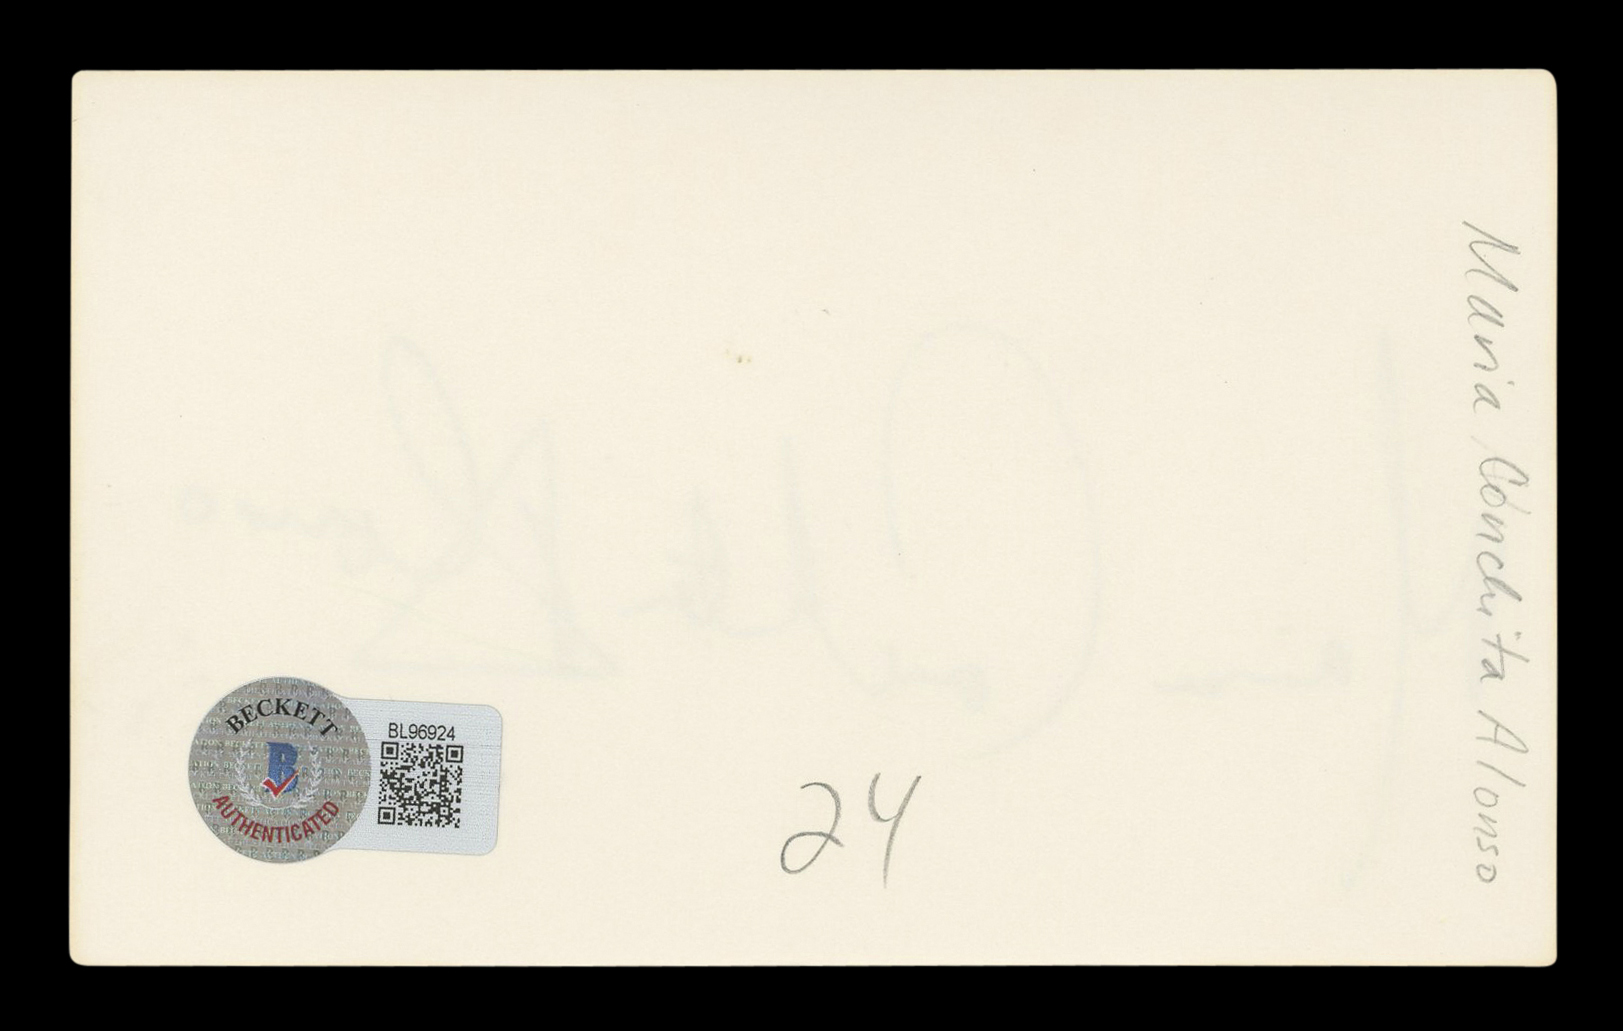 Maria Conchita Alonso
BECKETT
B
AUTHENTICATED
BL96924
24